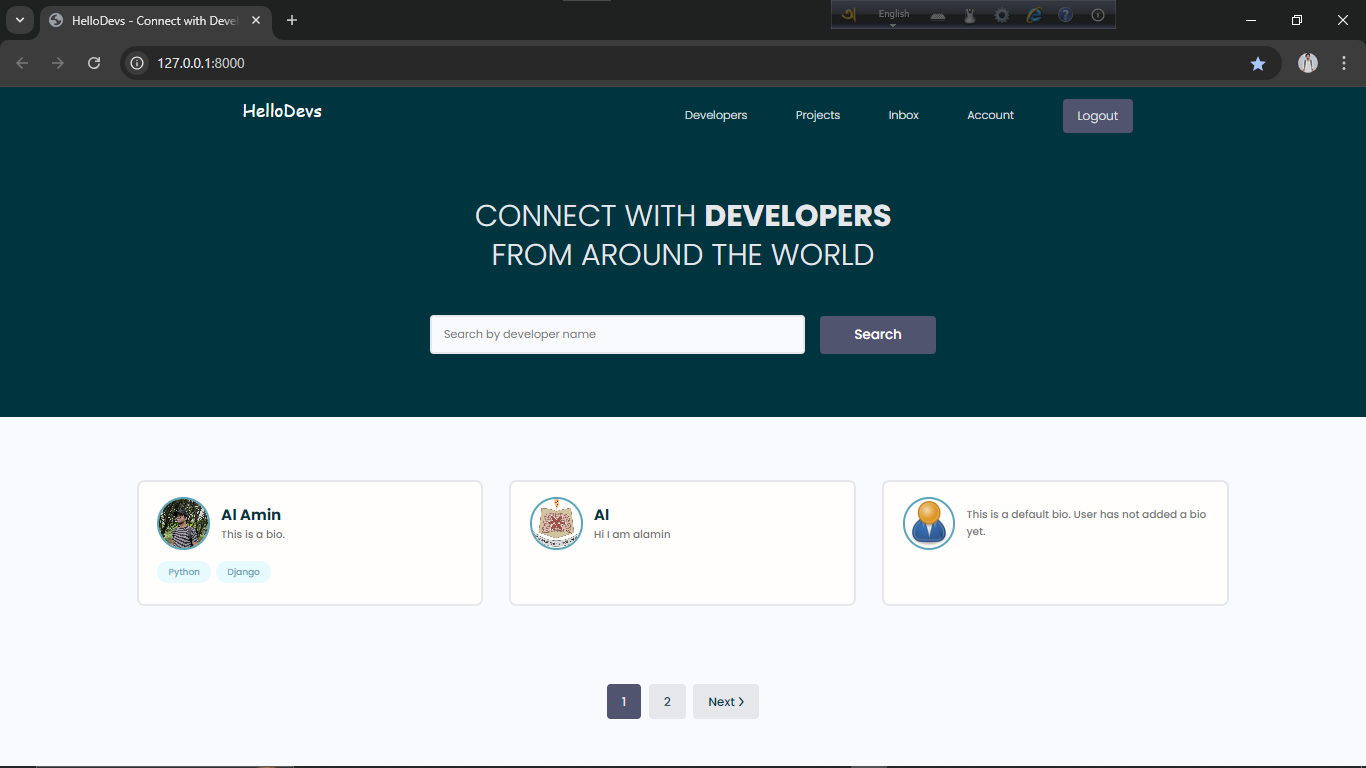 HelloDevs - Connect with Devel
English
127.0.0.1:8000
HelloDevs
Developers
Projects
Inbox
Account
Logout
CONNECT WITH DEVELOPERS
FROM AROUND THE WORLD
Search by developer name
Search
Al Amin
This is a bio.
Python
Django
Al
Hi I am alamin
This is a default bio. User has not added a bio
yet.
1
2
Next